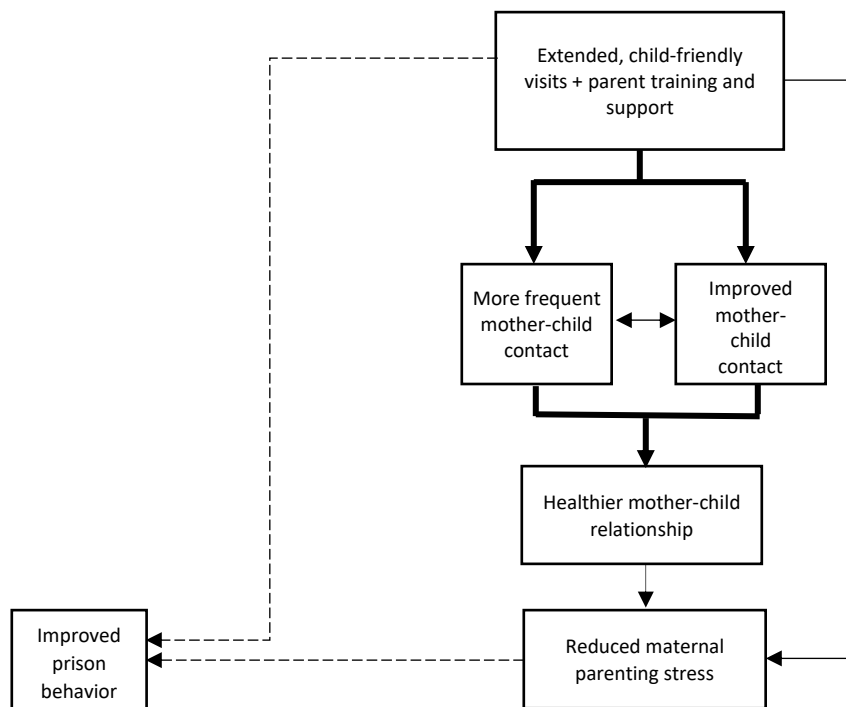 Extended, child-friendly
visits + parent training and
support
More frequent
mother-child
contact
Improved
mother-
child
contact
Healthier mother-child
relationship
Improved
prison
behavior
Reduced maternal
parenting stress